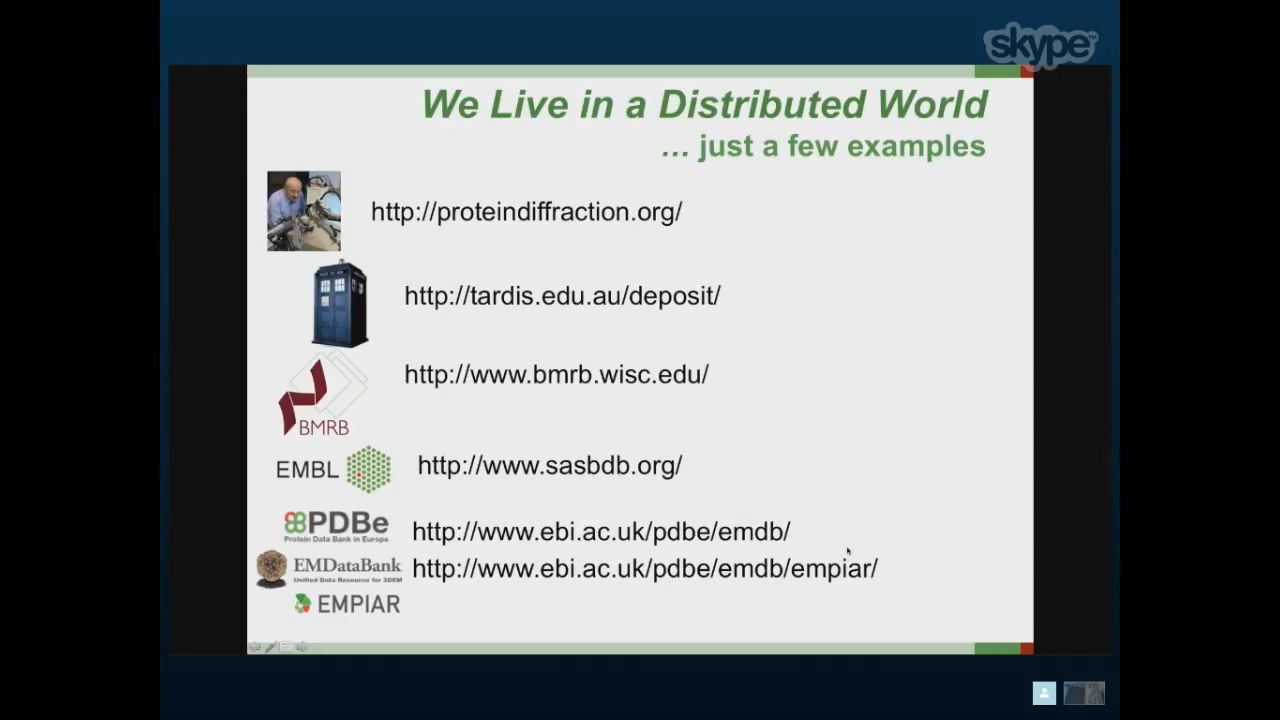 skype™
We Live in a Distributed World
... just a few examples
http://proteindiffraction.org/
http://tardis.edu.au/deposit/
http://www.bmrb.wisc.edu/
BMRB
EMBL
http://www.sasbdb.org/
PDBe
Protein Data Bank in Europe
http://www.ebi.ac.uk/pdbe/emdb/
EMDataBank
Unified Data Resource for 3DEM
http://www.ebi.ac.uk/pdbe/emdb/empiar/
EMPIAR